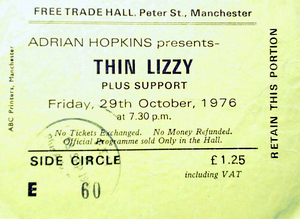 FREE TRADE HALL. Peter St., Manchester
ADRIAN HOPKINS presents-
THIN LIZZY
PLUS SUPPORT
Friday, 29th October, 1976
at 7.30 p.m.
No Tickets Exchanged. No Money Refunded.
Official Programme sold Only in the Hall.
SIDE CIRCLE £1.25
including VAT
E 60
ABC Printers, Manchester
RETAIN THIS PORTION